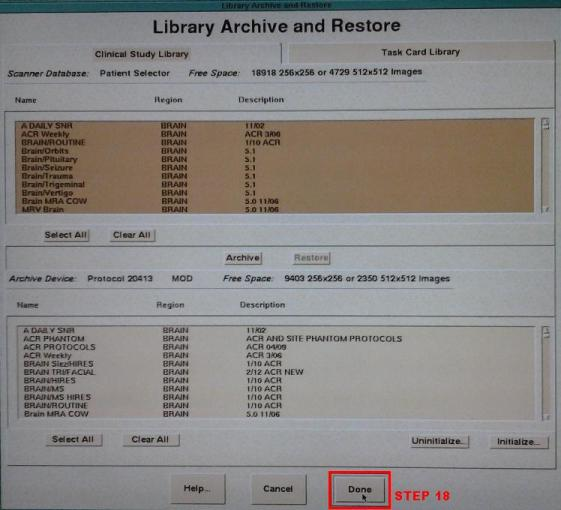 Library Archive and Restore
Library Archive and Restore
Clinical Study Library Task Card Library
Scanner Database: Patient Selector Free Space: 18918 256x256 or 4729 512x512 Images
Name Region Description
A DAILY SNR BRAIN 11/02
ACR Weekly BRAIN ACR 3/06
BRAIN/ROUTINE BRAIN 1/10 ACR
Brain/Orbits BRAIN 5.1
Brain/Pituitary BRAIN 5.1
Brain/Seizure BRAIN 5.1
Brain/Trauma BRAIN 5.1
Brain/Trigeminal BRAIN 5.1
Brain/Vertigo BRAIN 5.1
Brain MRA COW BRAIN 5.0 11/06
MRV Brain BRAIN 5.0 11/06
Select All Clear All
Archive Restore
Archive Device: Protocol 20413 MOD Free Space: 9403 256x256 or 2350 512x512 Images
Name Region Description
A DAILY SNR BRAIN 11/02
ACR PHANTOM BRAIN ACR AND SITE PHANTOM PROTOCOLS
ACR PROTOCOLS BRAIN ACR 04/09
ACR Weekly BRAIN ACR 3/06
BRAIN Siez/HIRES BRAIN 1/10 ACR
BRAIN TRI/FACIAL BRAIN 2/12 ACR NEW
BRAIN/HIRES BRAIN 1/10 ACR
BRAIN/MS BRAIN 1/10 ACR
BRAIN/MS HIRES BRAIN 1/10 ACR
BRAIN/ROUTINE BRAIN 1/10 ACR
Brain MRA COW BRAIN 5.0 11/06
Select All Clear All Uninitialize... Initialize...
Help... Cancel Done STEP 18